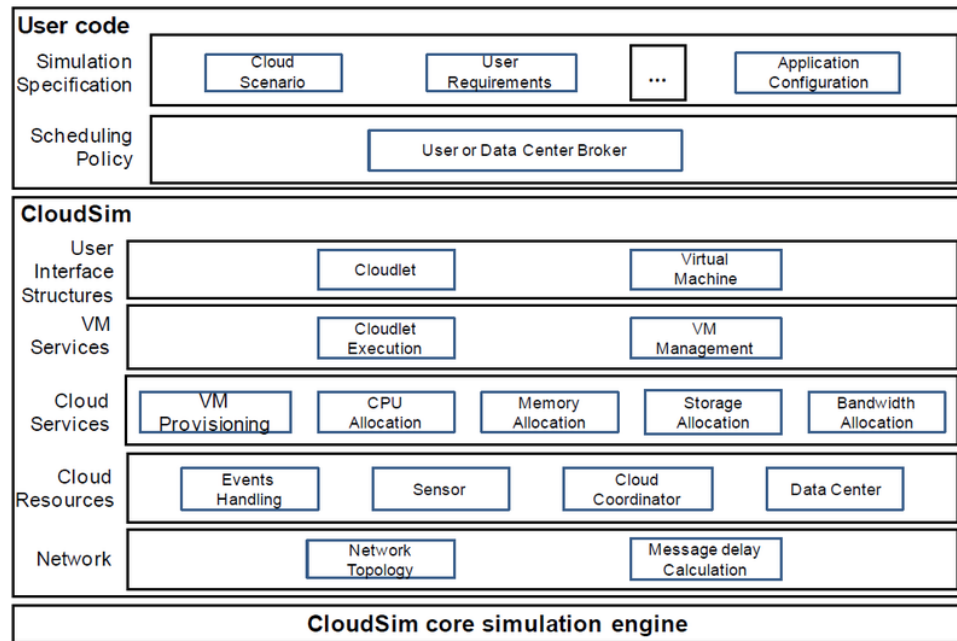 User code
Simulation
Specification
Cloud
Scenario
User
Requirements
...
Application
Configuration
Scheduling
Policy
User or Data Center Broker
CloudSim
User
Interface
Structures
Cloudlet
Virtual
Machine
VM
Services
Cloudlet
Execution
VM
Management
Cloud
Services
VM
Provisioning
CPU
Allocation
Memory
Allocation
Storage
Allocation
Bandwidth
Allocation
Cloud
Resources
Events
Handling
Sensor
Cloud
Coordinator
Data Center
Network
Network
Topology
Message delay
Calculation
CloudSim core simulation engine